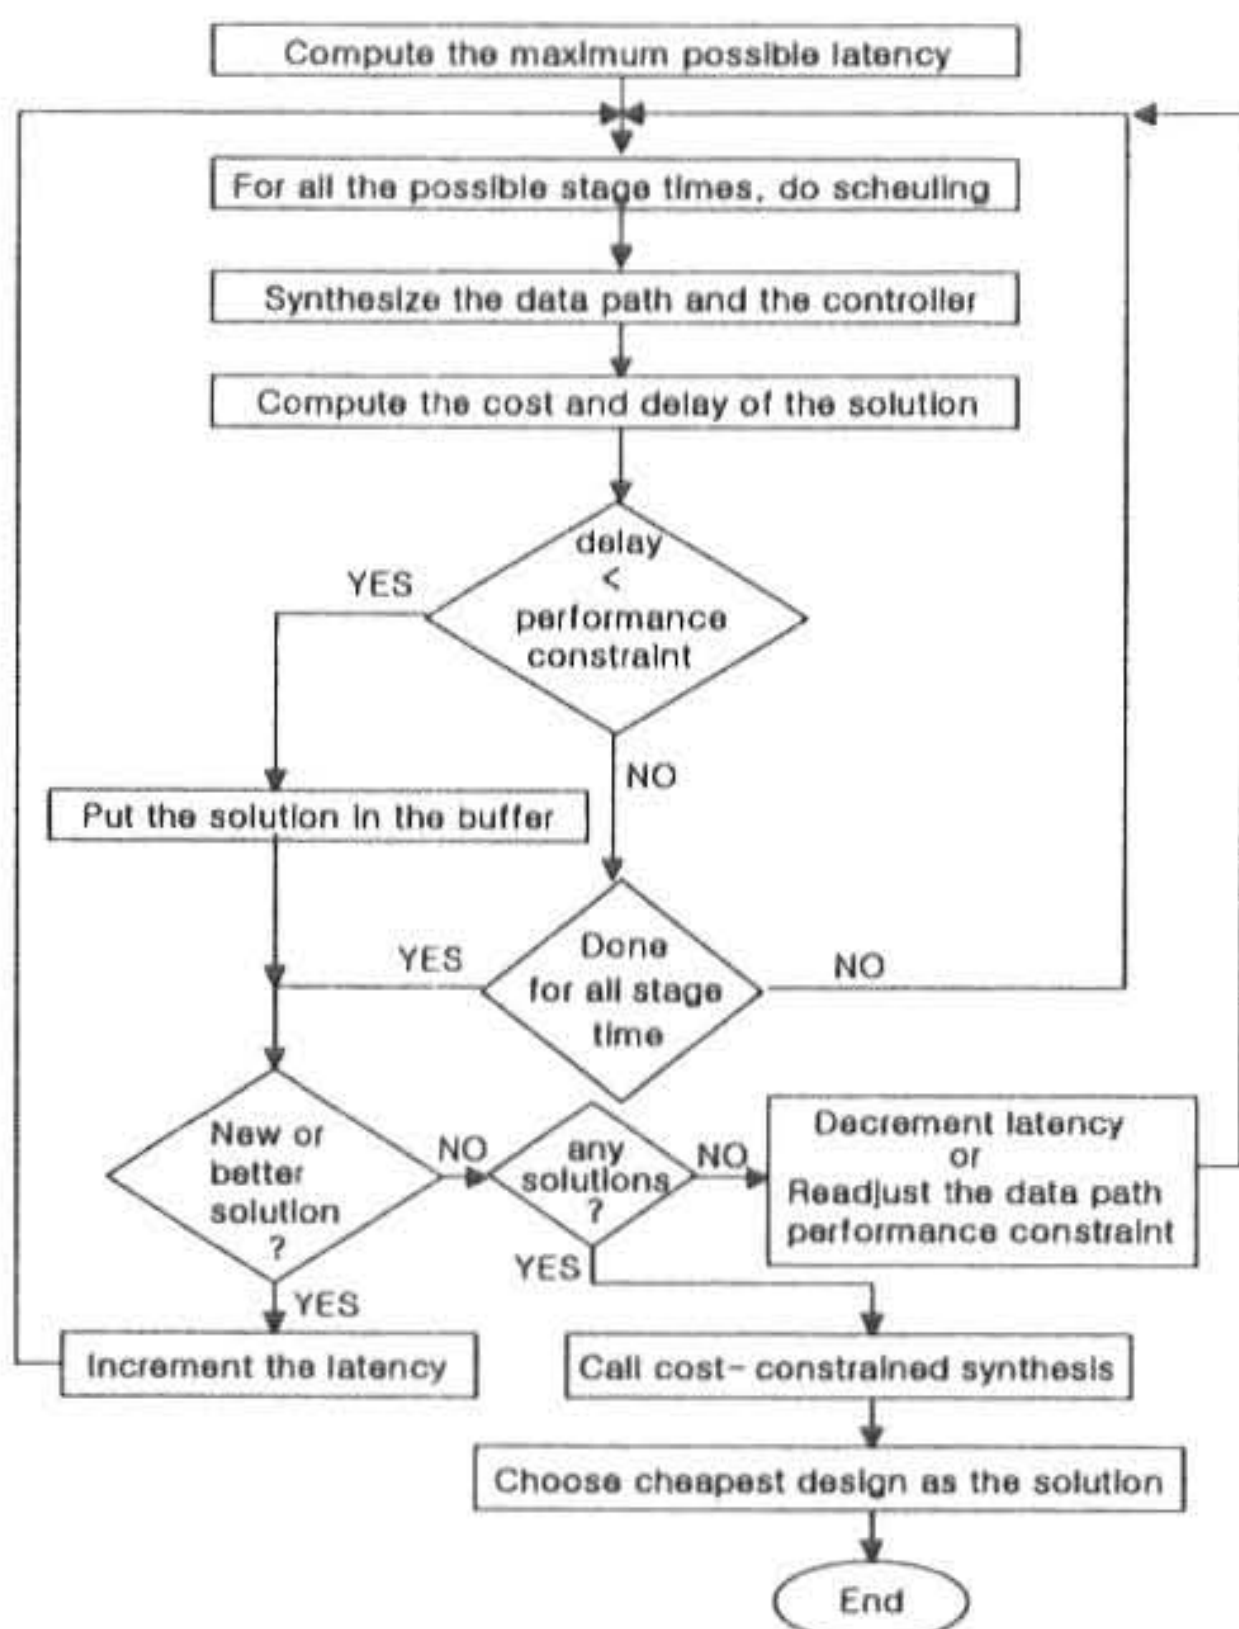 Compute the maximum possible latency
For all the possible stage times, do scheuling
Synthesize the data path and the controller
Compute the cost and delay of the solution
delay
<
performance
constraint
YES
NO
Put the solution in the buffer
Done
for all stage
time
YES
NO
New or
better
solution
?
NO
any
solutions
?
NO
Decrement latency
or
Readjust the data path
performance constraint
YES
YES
Increment the latency
Call cost-constrained synthesis
Choose cheapest design as the solution
End